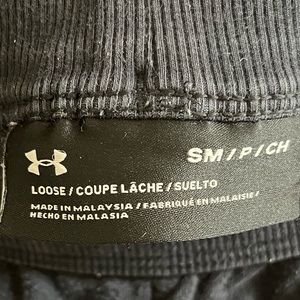 SM / P / CH
LOOSE / COUPE LÂCHE / SUELTO
MADE IN MALAYSIA / FABRIQUÉ EN MALAISIE /
HECHO EN MALASIA